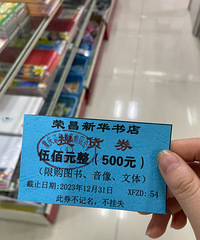 荣昌新华书店
提货券
伍佰元整（500元）
（限购图书、音像、文体）
截止日期:2023年12月31日 XFZD: 54
此券不记名，不挂失